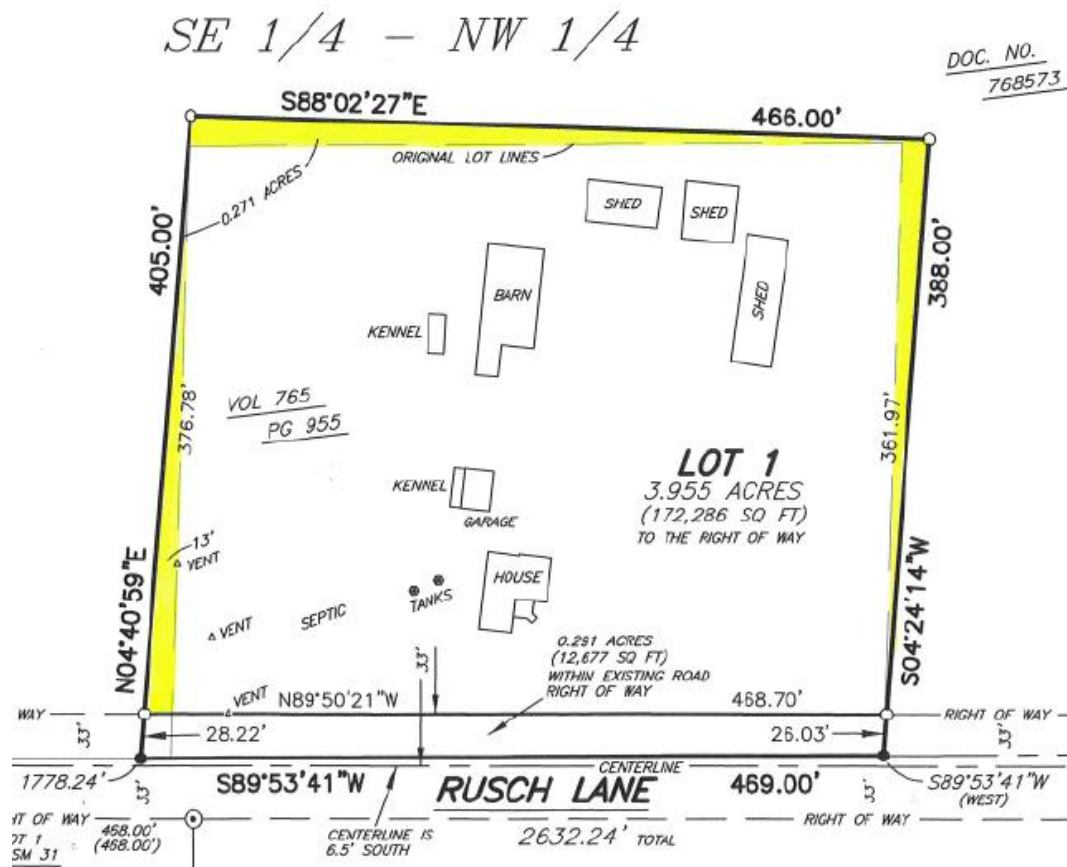 SE 1/4 - NW 1/4
DOC. NO.
768573
S88°02'27"E
466.00'
ORIGINAL LOT LINES
0.271 ACRES
405.00'
388.00'
SHED
SHED
SHED
BARN
KENNEL
376.78'
361.97'
VOL 765
PG 955
LOT 1
3.955 ACRES
(172,286 SQ FT)
TO THE RIGHT OF WAY
KENNEL
GARAGE
13'
VENT
HOUSE
TANKS
N04°40'59"E
S04°24'14"W
VENT
SEPTIC
0.291 ACRES
(12,677 SQ FT)
WITHIN EXISTING ROAD
RIGHT OF WAY
33'
33'
VENT
N89°50'21"W
468.70'
WAY
RIGHT OF WAY
33'
28.22'
26.03'
33'
1778.24'
33'
S89°53'41"W
CENTERLINE
RUSCH LANE
469.00'
33'
S89°53'41"W
(WEST)
HT OF WAY
468.00'
(468.00')
OT 1
SM 31
CENTERLINE IS
6.5' SOUTH
2632.24' TOTAL
RIGHT OF WAY